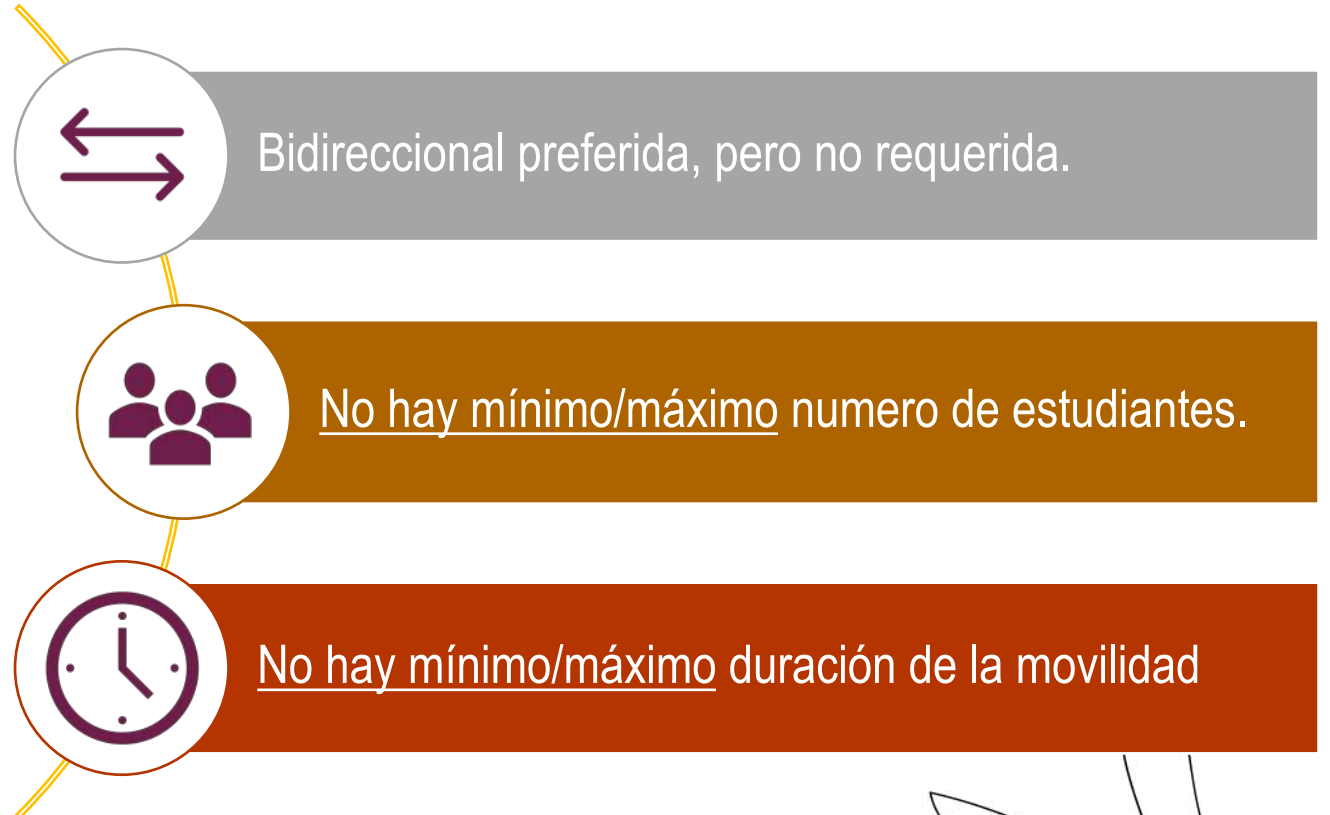 Bidireccional preferida, pero no requerida.
No hay mínimo/máximo numero de estudiantes.
No hay mínimo/máximo duración de la movilidad